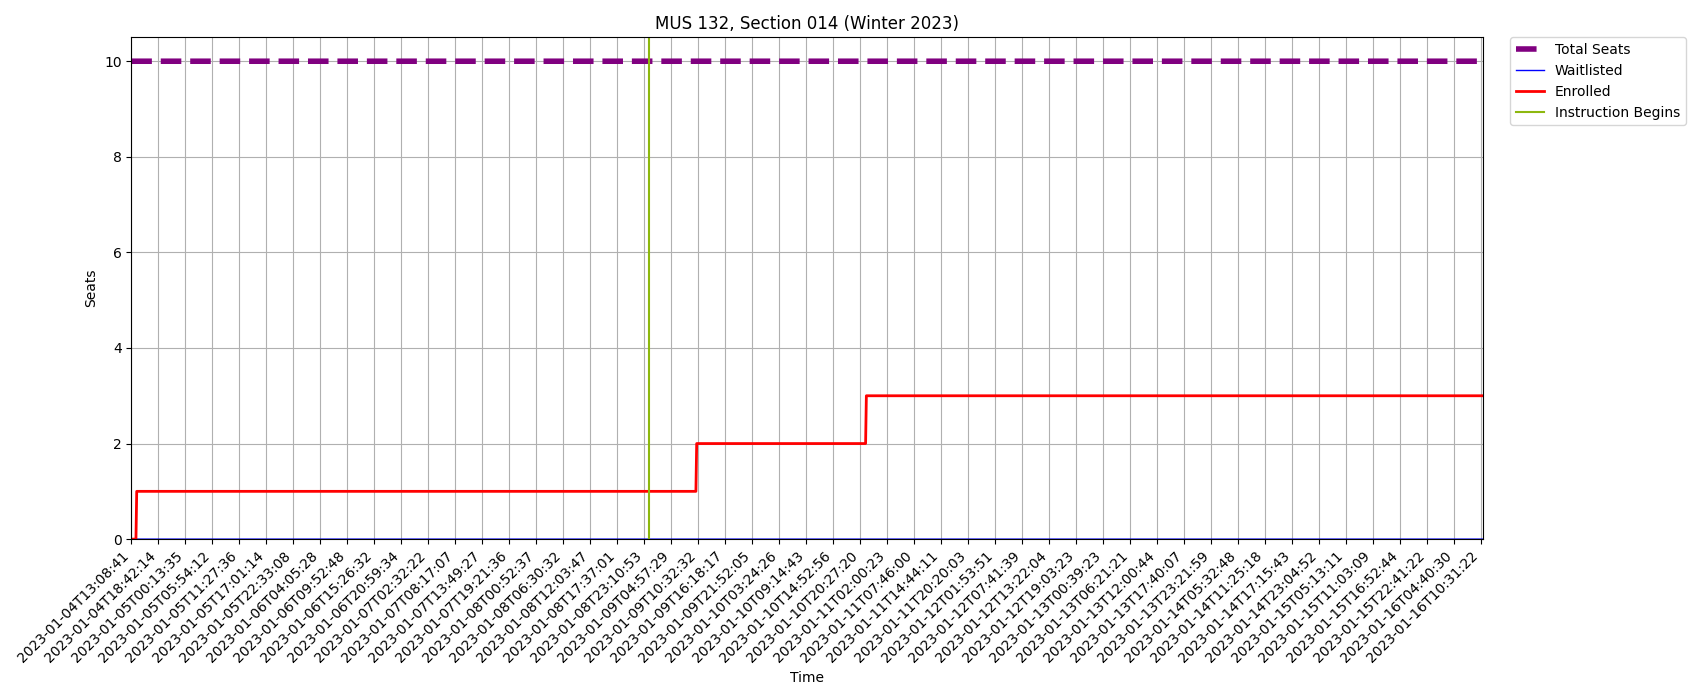 MUS 132, Section 014 (Winter 2023)
Total Seats
Waitlisted
Enrolled
Instruction Begins
10
8
6
4
2
0
Seats
2023-01-04T13:08:41
2023-01-04T18:42:14
2023-01-05T00:13:35
2023-01-05T05:54:12
2023-01-05T11:27:36
2023-01-05T17:01:14
2023-01-05T22:33:08
2023-01-06T04:05:28
2023-01-06T09:52:48
2023-01-06T15:26:32
2023-01-06T20:59:34
2023-01-07T02:32:22
2023-01-07T08:17:07
2023-01-07T13:49:27
2023-01-07T19:21:36
2023-01-08T00:52:37
2023-01-08T06:30:32
2023-01-08T12:03:47
2023-01-08T17:37:01
2023-01-08T23:10:53
2023-01-09T04:57:29
2023-01-09T10:32:32
2023-01-09T16:18:17
2023-01-09T21:52:05
2023-01-10T03:24:26
2023-01-10T09:14:43
2023-01-10T14:52:56
2023-01-10T20:27:20
2023-01-11T02:00:23
2023-01-11T07:46:00
2023-01-11T14:44:11
2023-01-11T20:20:03
2023-01-12T01:53:51
2023-01-12T07:41:39
2023-01-12T13:22:04
2023-01-12T19:03:23
2023-01-13T00:39:23
2023-01-13T06:21:21
2023-01-13T12:00:44
2023-01-13T17:40:07
2023-01-13T23:21:59
2023-01-14T05:32:48
2023-01-14T11:25:18
2023-01-14T17:15:43
2023-01-14T23:04:52
2023-01-15T05:13:11
2023-01-15T11:03:09
2023-01-15T16:52:44
2023-01-15T22:41:22
2023-01-16T04:40:30
2023-01-16T10:31:22
Time